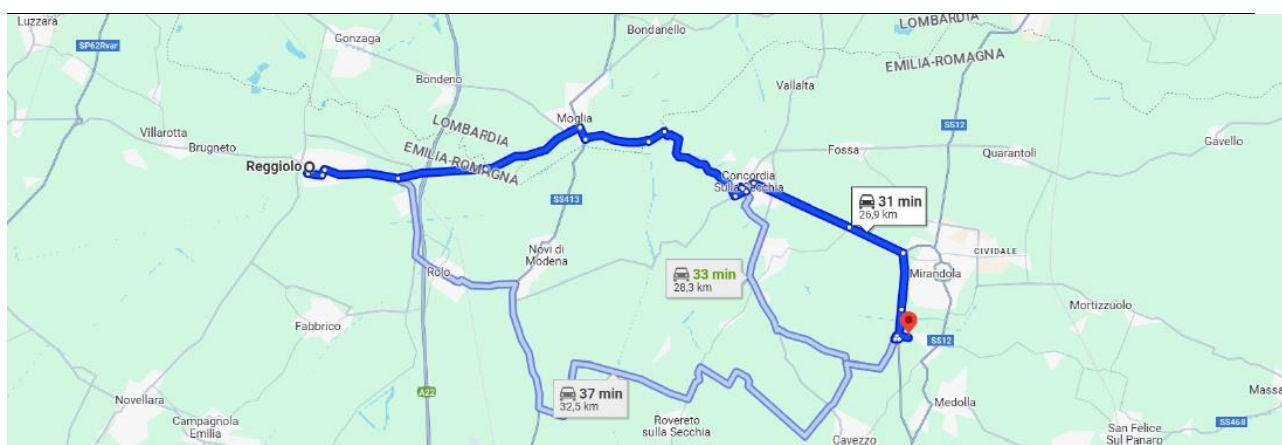 Luzzara
SP62Rvar
Gonzaga
Bondanello
LOMBARDIA
EMILIA-ROMAGNA
Bondeno
Vallalta
Moglia
SS12
Villarotta
Brugneto
LOMBARDIA
EMILIA-ROMAGNA
Reggiolo
Fossa
Quarantoli
Gavello
Concordia
Sulla Secchia
SS413
31 min
26,9 km
Novi di
Modena
Rolo
33 min
28,3 km
CIVIDALE
Mirandola
Mortizzuolo
Fabbrico
SS12
37 min
32,5 km
A22
Novellara
Campagnola
Emilia
Rovereto
sulla Secchia
Cavezzo
Medolla
Massa
San Felice
Sul Panaro
SS468